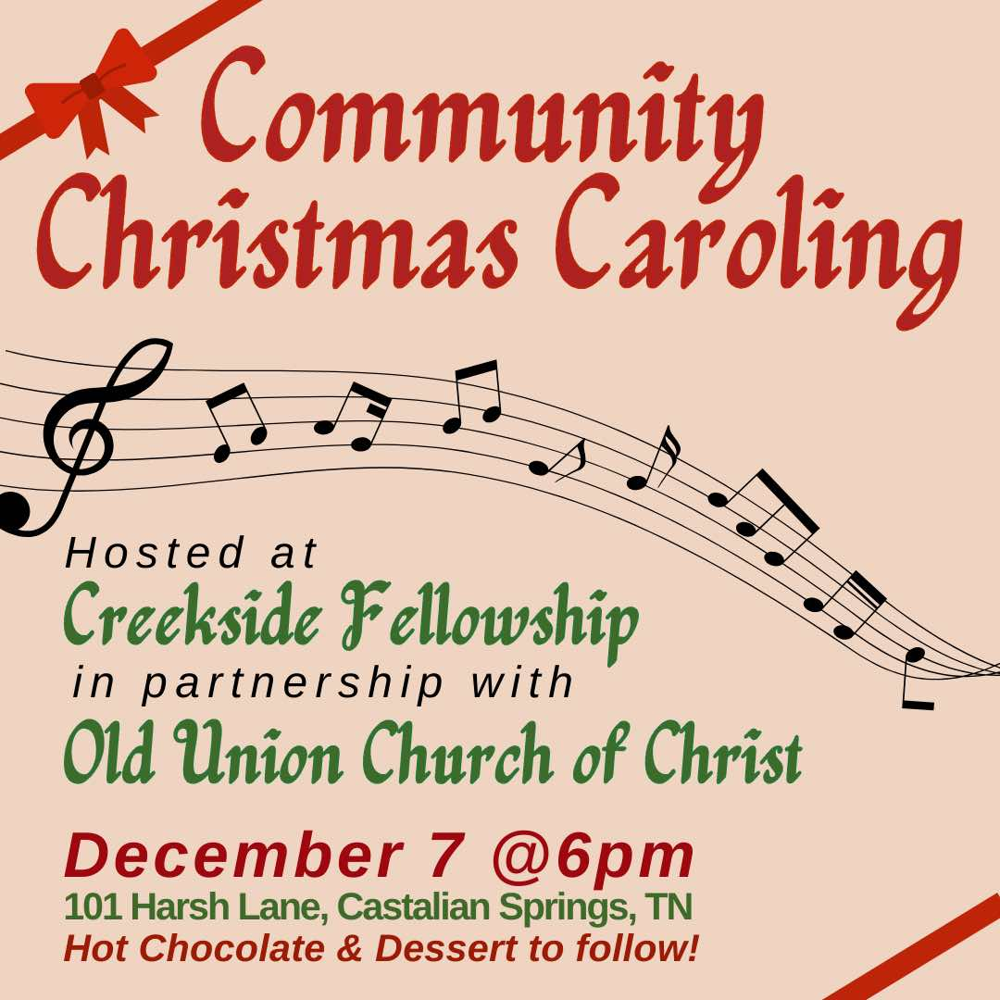 Community
Christmas Caroling
Hosted at
Creekside Fellowship
in partnership with
Old Union Church of Christ
December 7 @6pm
101 Harsh Lane, Castalian Springs, TN
Hot Chocolate & Dessert to follow!